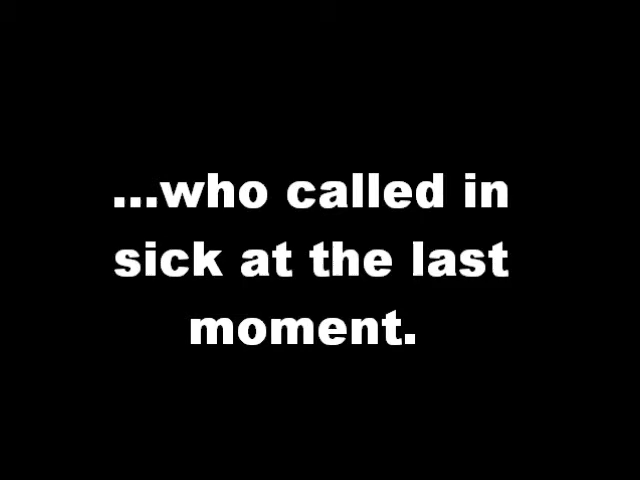 ...who called in
sick at the last
moment.